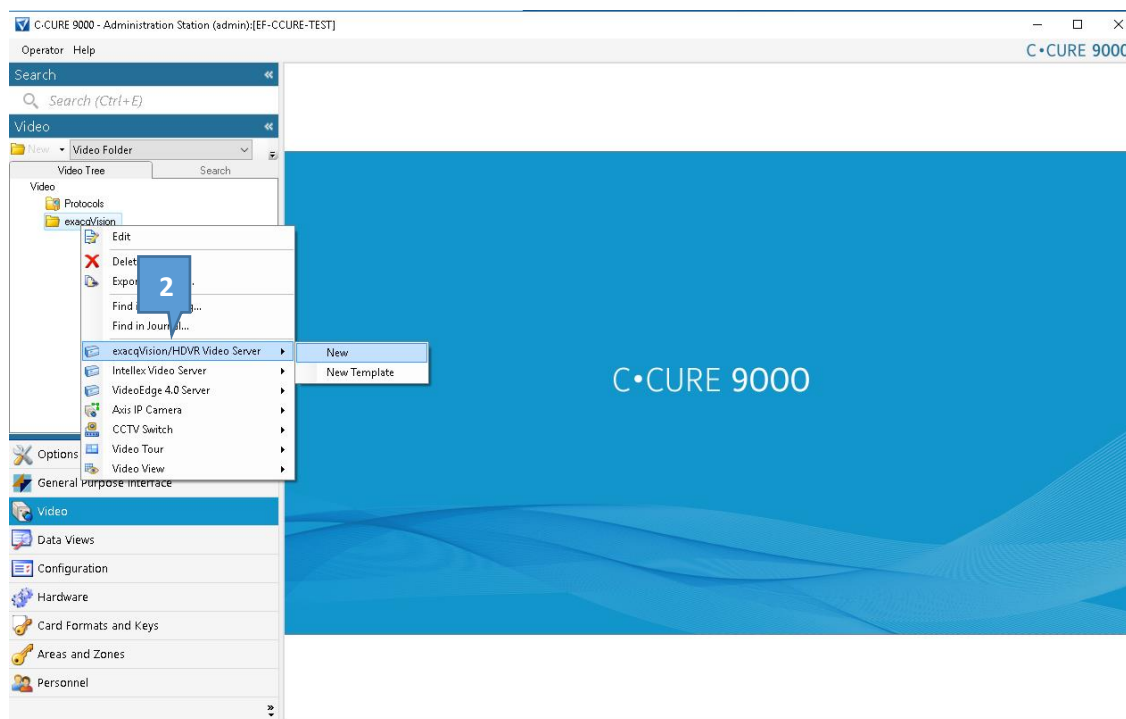 C•CURE 9000 - Administration Station (admin):[EF-CCURE-TEST]
Operator Help
C•CURE 9000
Search
Search (Ctrl+E)
Video
New
Video Folder
Video Tree
Search
Video
Protocols
exacqVision
Edit
2
Find in Journal...
exacqVision/HDVR Video Server
New
Intellex Video Server
New Template
VideoEdge 4.0 Server
Axis IP Camera
CCTV Switch
Video Tour
Video View
C•CURE 9000
Options
General Purpose Interface
Video
Data Views
Configuration
Hardware
Card Formats and Keys
Areas and Zones
Personnel